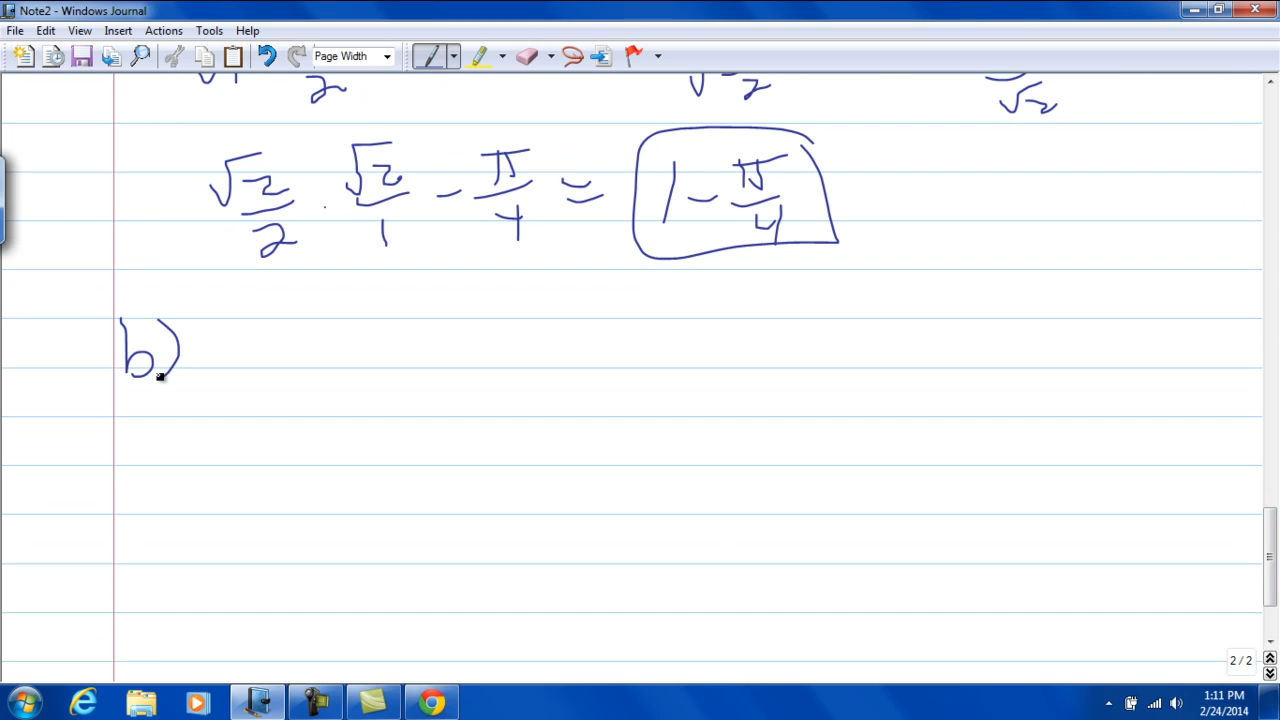 Note2 - Windows Journal
File Edit View Insert Actions Tools Help
Page Width
√2/2 · √2/1 - π/4 = 1 - π/4
b)
2 / 2
1:11 PM
2/24/2014